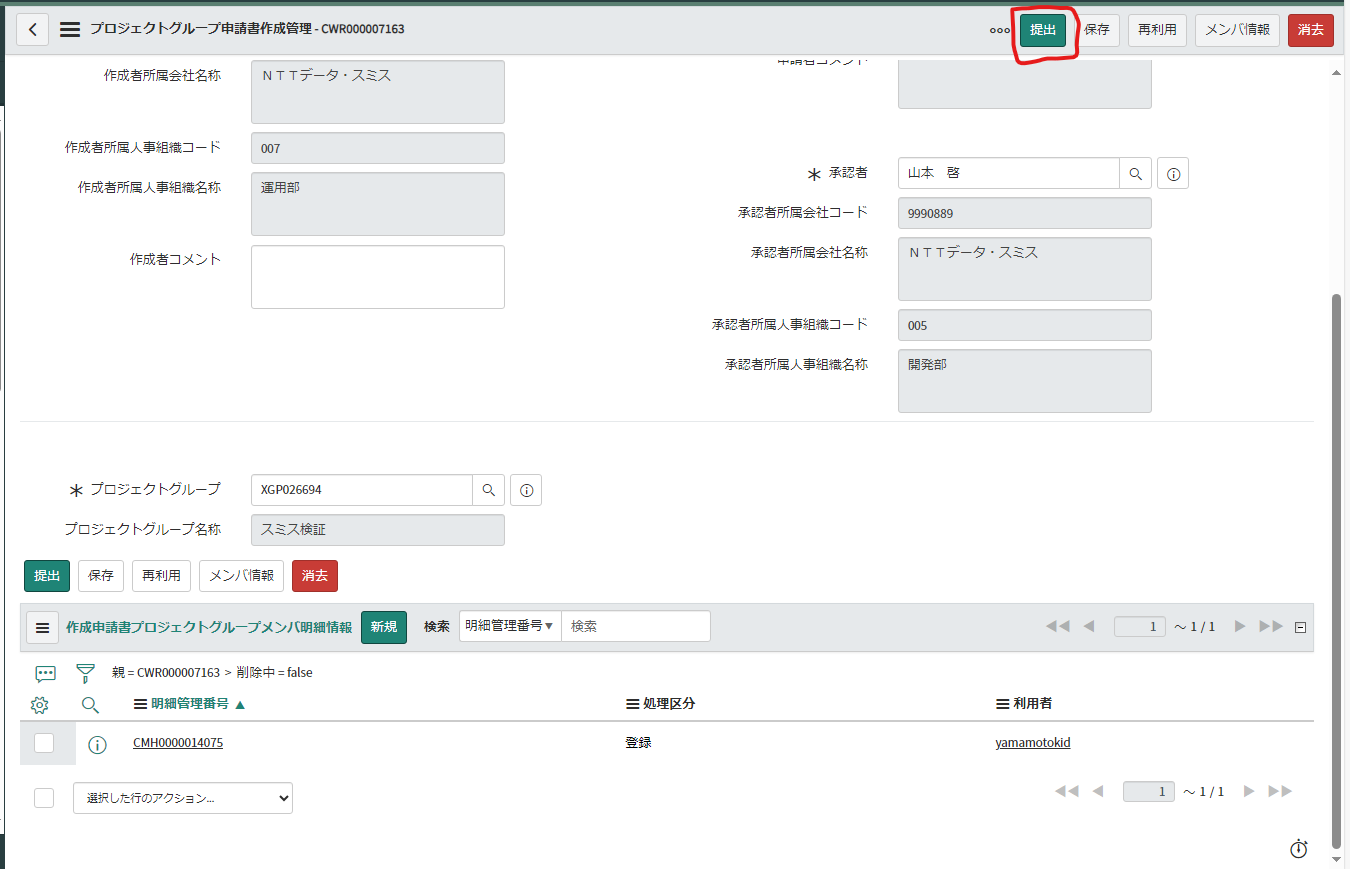 プロジェクトグループ申請書作成管理 - CWR000007163
提出 保存 再利用 メンバ情報 消去
作成者所属会社名称 ＮＴＴデータ・スミス
申請者コメント
作成者所属人事組織コード 007
作成者所属人事組織名称 運用部
作成者コメント
＊ 承認者 山本　啓
承認者所属会社コード 9990889
承認者所属会社名称 ＮＴＴデータ・スミス
承認者所属人事組織コード 005
承認者所属人事組織名称 開発部
＊ プロジェクトグループ XGP026694
プロジェクトグループ名称 スミス検証
提出 保存 再利用 メンバ情報 消去
作成申請書プロジェクトグループメンバ明細情報 新規 検索 明細管理番号▼ 検索 1 ～ 1 / 1
親 = CWR000007163 > 削除中 = false
明細管理番号 ▲ 処理区分 利用者
CMH0000014075 登録 yamamotokid
選択した行のアクション... 1 ～ 1 / 1